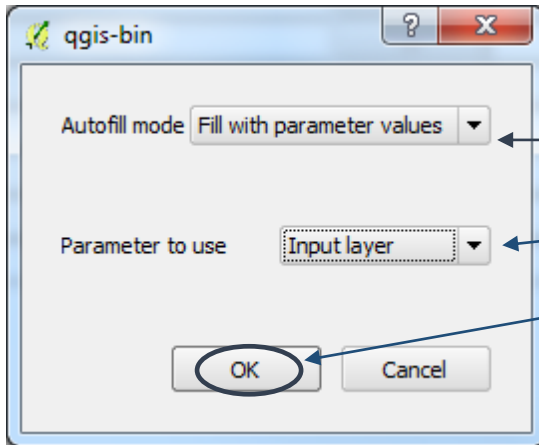 qgis-bin
Autofill mode Fill with parameter values
Parameter to use Input layer
OK Cancel